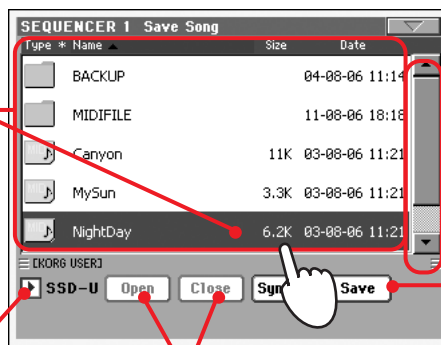 SEQUENCER 1 Save Song
Type * Name Size Date
BACKUP 04-08-06 11:14
MIDIFILE 11-08-06 18:18
Canyon 11K 03-08-06 11:21
MySun 3.3K 03-08-06 11:21
NightDay 6.2K 03-08-06 11:21
[KORG USER]
SSD-U Open Close Save